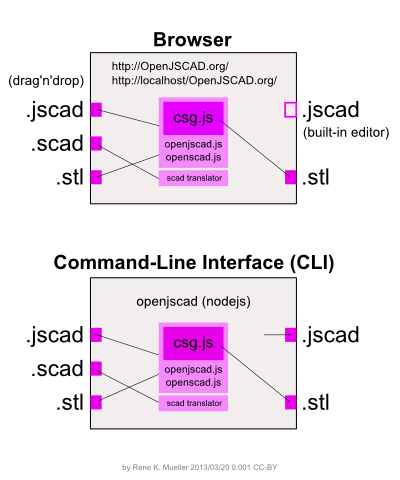 Browser
http://OpenJSCAD.org/
http://localhost/OpenJSCAD.org/
(drag'n'drop)
.jscad
.scad
.stl
csg.js
openjscad.js
openscad.js
scad translator
.jscad
(built-in editor)
.stl
Command-Line Interface (CLI)
openjscad (nodejs)
.jscad
.scad
.stl
csg.js
openjscad.js
openscad.js
scad translator
.jscad
.stl
by Rene K. Mueller 2013/03/20 0.001 CC-BY